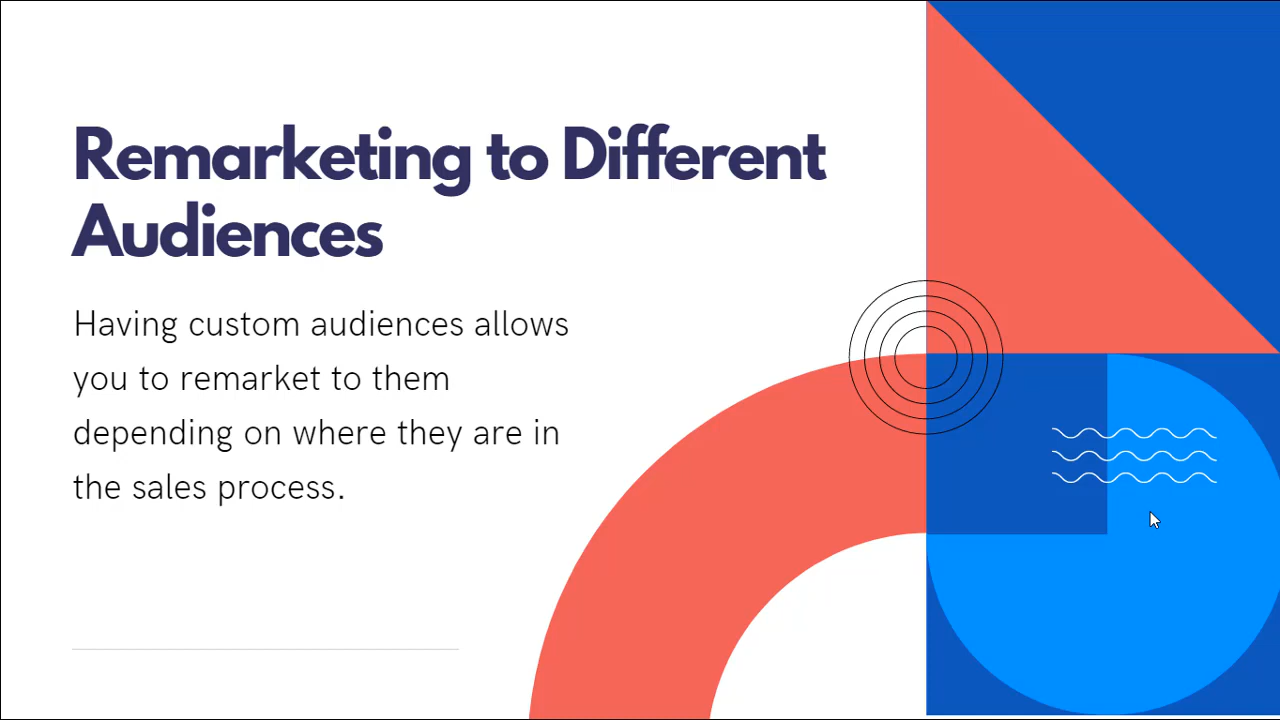 Remarketing to Different
Audiences
Having custom audiences allows
you to remarket to them
depending on where they are in
the sales process.